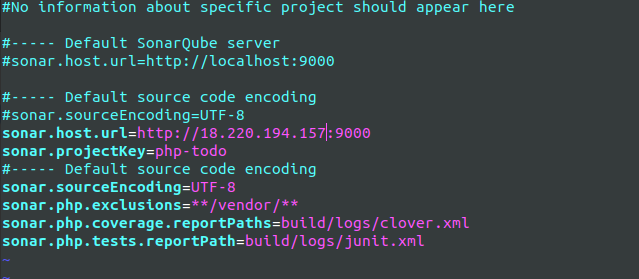 #No information about specific project should appear here
#----- Default SonarQube server
#sonar.host.url=http://localhost:9000
#----- Default source code encoding
#sonar.sourceEncoding=UTF-8
sonar.host.url=http://18.220.194.157:9000
sonar.projectKey=php-todo
#----- Default source code encoding
sonar.sourceEncoding=UTF-8
sonar.php.exclusions=**/vendor/**
sonar.php.coverage.reportPaths=build/logs/clover.xml
sonar.php.tests.reportPath=build/logs/junit.xml
~
~